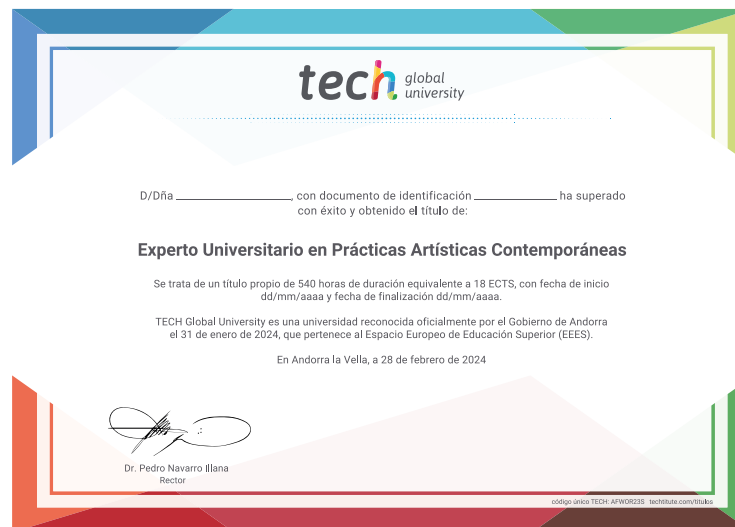 tech global
university
D/Dña ____________________, con documento de identificación ______________ ha superado
con éxito y obtenido el título de:
Experto Universitario en Prácticas Artísticas Contemporáneas
Se trata de un título propio de 540 horas de duración equivalente a 18 ECTS, con fecha de inicio
dd/mm/aaaa y fecha de finalización dd/mm/aaaa.
TECH Global University es una universidad reconocida oficialmente por el Gobierno de Andorra
el 31 de enero de 2024, que pertenece al Espacio Europeo de Educación Superior (EEES).
En Andorra la Vella, a 28 de febrero de 2024
Dr. Pedro Navarro Illana
Rector
código único TECH: AFWOR235 techtitute.com/titulos